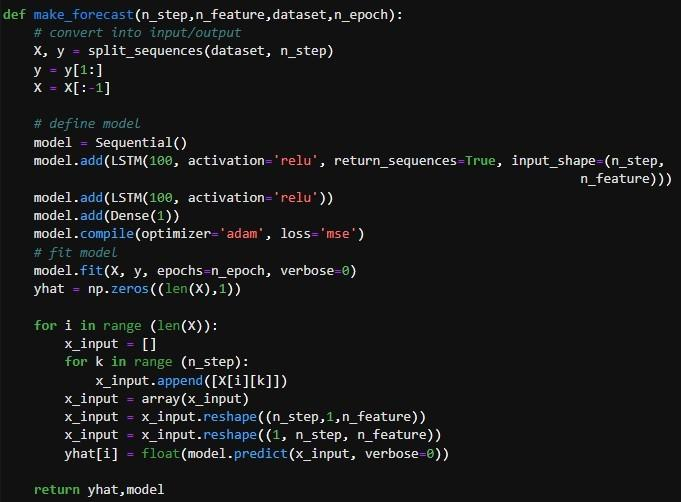 def make_forecast(n_step,n_feature,dataset,n_epoch):
    # convert into input/output
    X, y = split_sequences(dataset, n_step)
    y = y[1:]
    X = X[:-1]

    # define model
    model = Sequential()
    model.add(LSTM(100, activation='relu', return_sequences=True, input_shape=(n_step,
                                                                       n_feature)))
    model.add(LSTM(100, activation='relu'))
    model.add(Dense(1))
    model.compile(optimizer='adam', loss='mse')
    # fit model
    model.fit(X, y, epochs=n_epoch, verbose=0)
    yhat = np.zeros((len(X),1))

    for i in range (len(X)):
        x_input = []
        for k in range (n_step):
            x_input.append([X[i][k]])
        x_input = array(x_input)
        x_input = x_input.reshape((n_step,1,n_feature))
        x_input = x_input.reshape((1, n_step, n_feature))
        yhat[i] = float(model.predict(x_input, verbose=0))

    return yhat,model